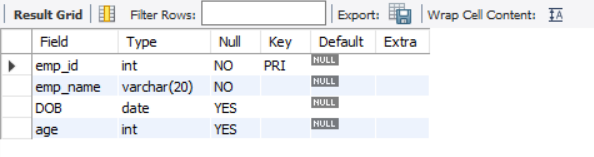 Result Grid Filter Rows: Export: Wrap Cell Content: IA
Field Type Null Key Default Extra
emp_id int NO PRI NULL
emp_name varchar(20) NO NULL
DOB date YES NULL
age int YES NULL